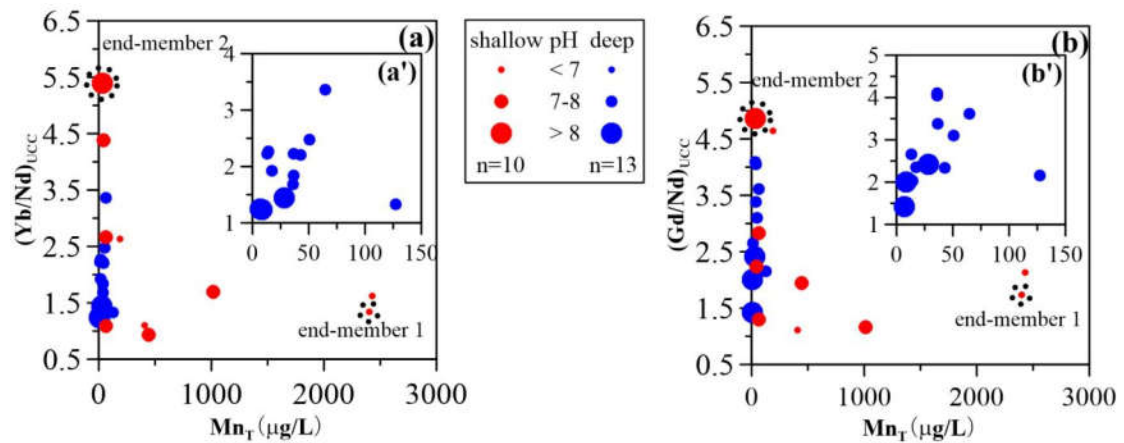 6.5
5.5
4.5
3.5
2.5
1.5
0.5
(Yb/Nd)UCC
end-member 2
(a)
(a')
4
3
2
1
0 50 100 150
end-member 1
0 1000 2000 3000
MnT (μg/L)
shallow pH deep
< 7
7-8
> 8
n=10 n=13
6.5
5.5
4.5
3.5
2.5
1.5
0.5
(Gd/Nd)UCC
end-member 2
(b)
(b')
5
2
4
3
2
1
0 50 100 150
end-member 1
0 1000 2000 3000
MnT (μg/L)